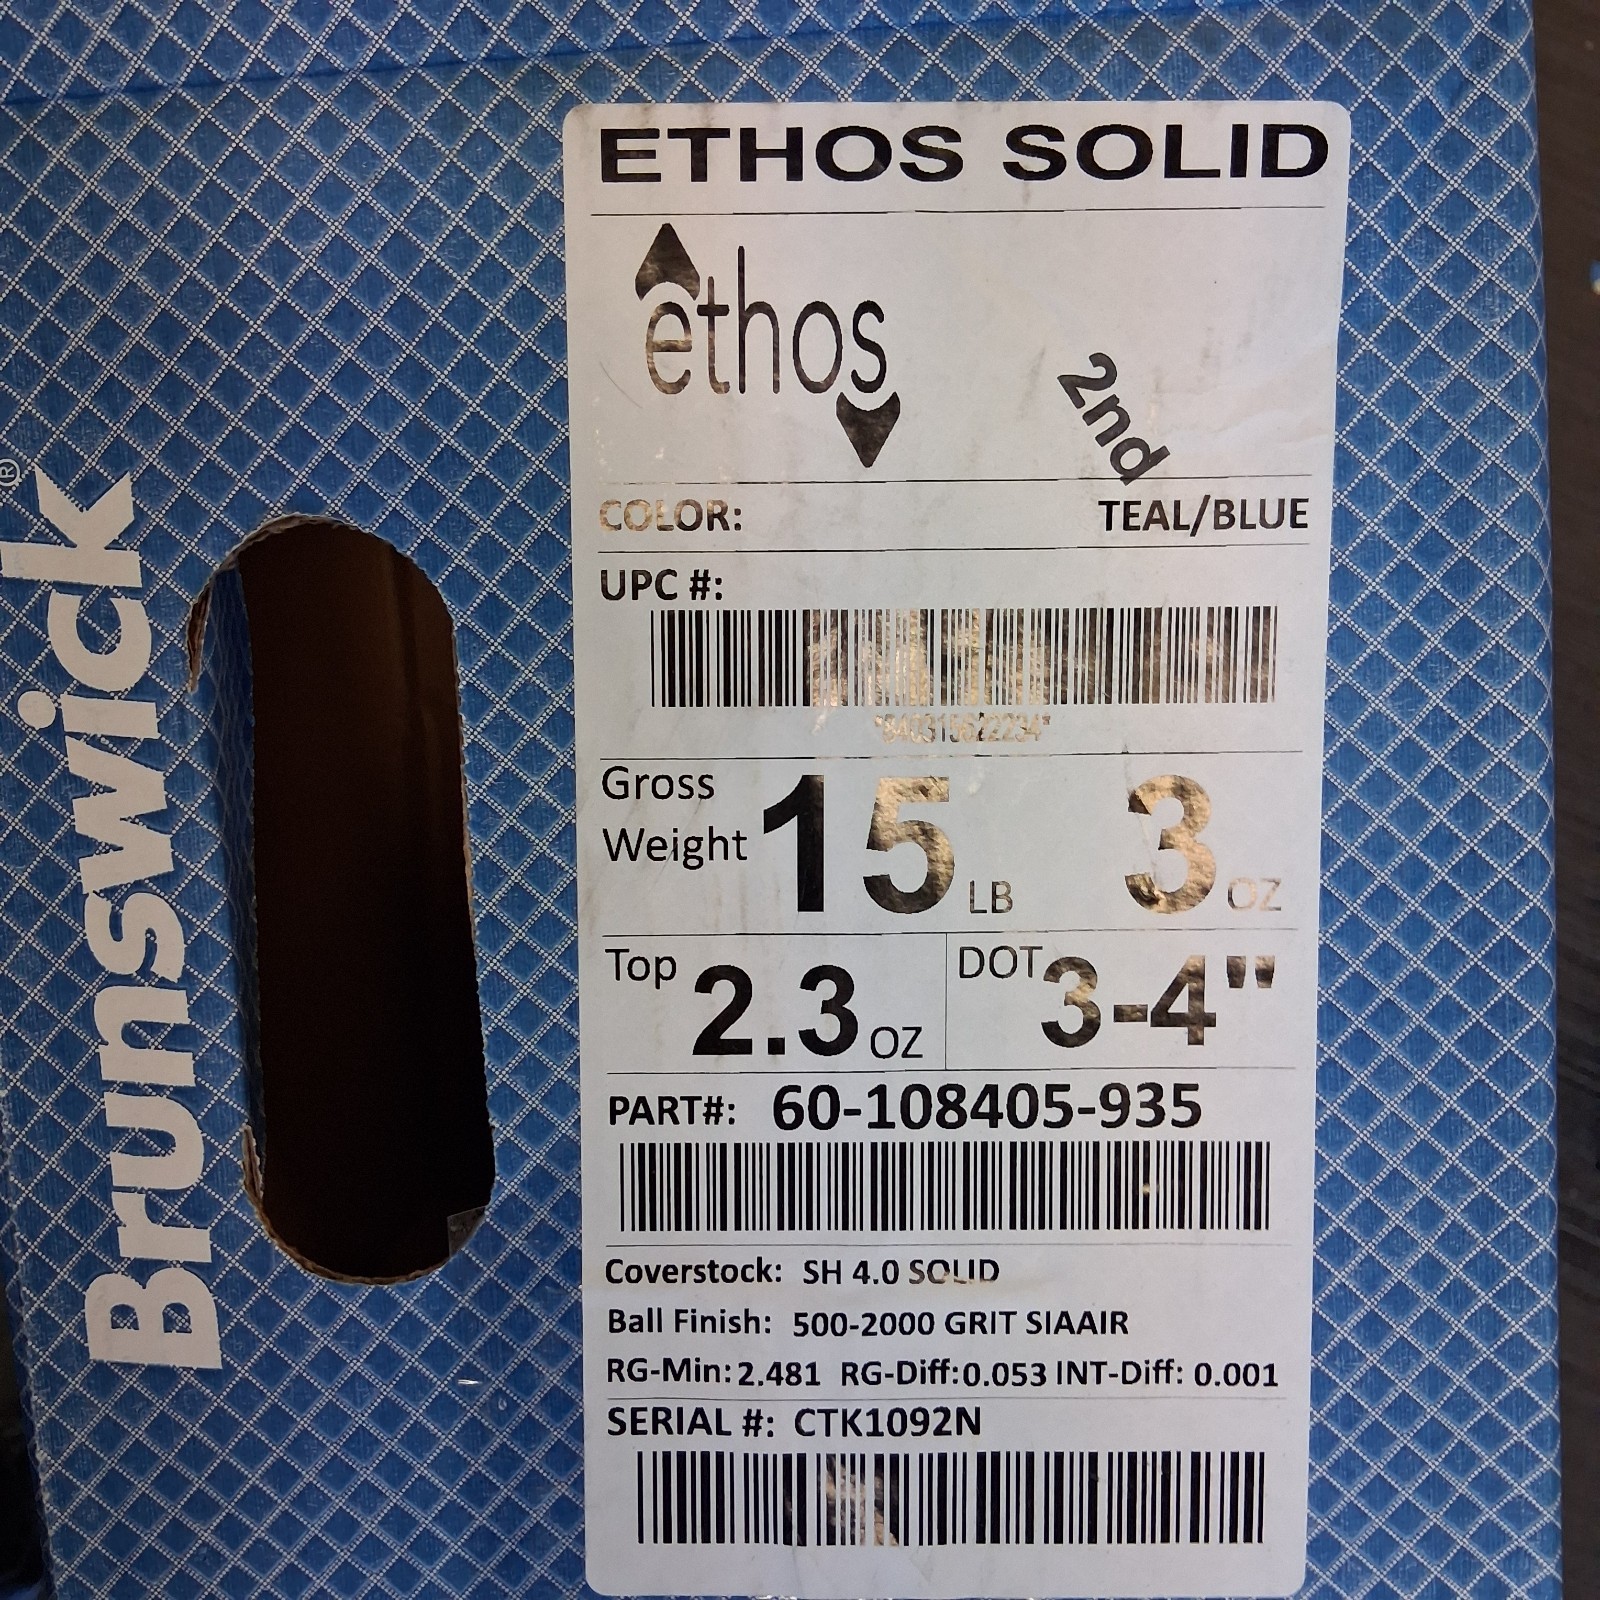 ETHOS SOLID
ethos
2nd
COLOR: TEAL/BLUE
UPC #:
*840315622234*
Gross
Weight 15 LB 3 OZ
Top 2.3 OZ DOT 3-4"
PART#: 60-108405-935
Coverstock: SH 4.0 SOLID
Ball Finish: 500-2000 GRIT SIAAIR
RG-Min: 2.481 RG-Diff: 0.053 INT-Diff: 0.001
SERIAL #: CTK1092N
Brunswick®